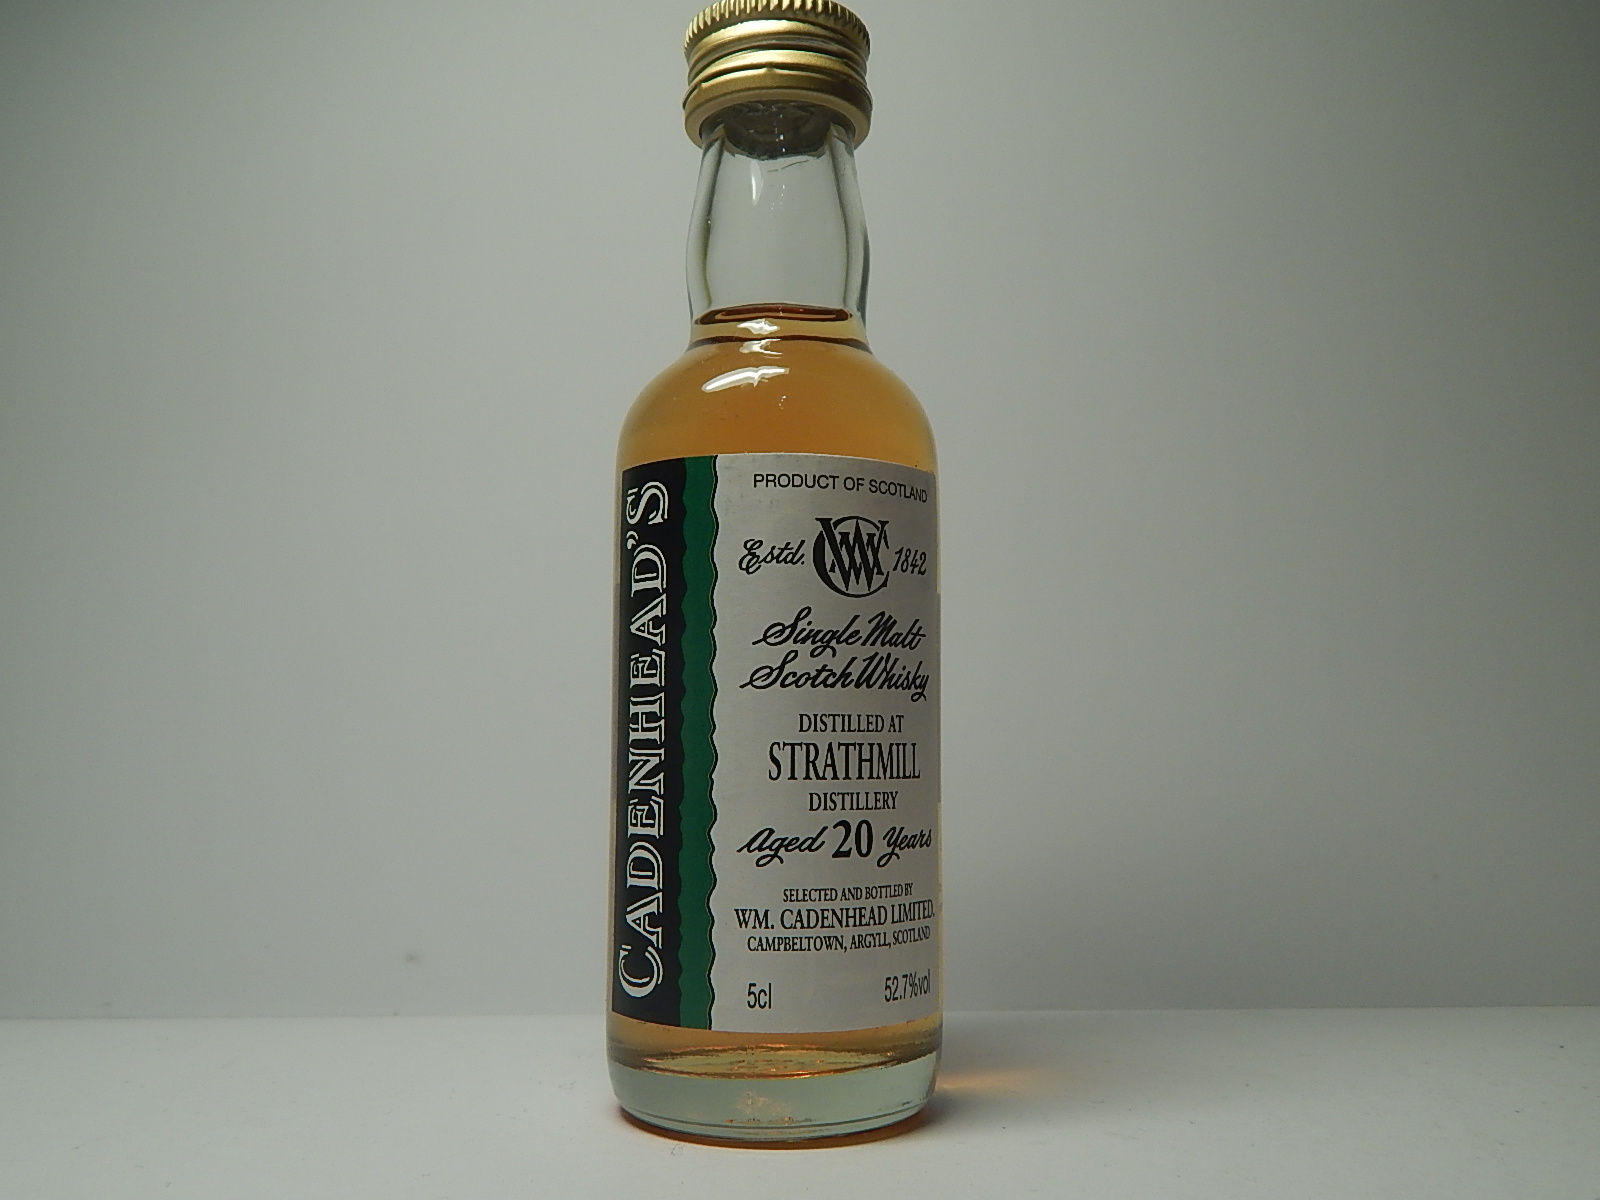 CADENHEAD'S
PRODUCT OF SCOTLAND
Estd. WC 1842
Single Malt
Scotch Whisky
DISTILLED AT
STRATHMILL
DISTILLERY
Aged 20 Years
SELECTED AND BOTTLED BY
WM. CADENHEAD LIMITED.
CAMPBELTOWN, ARGYLL, SCOTLAND
5cl 52.7%vol